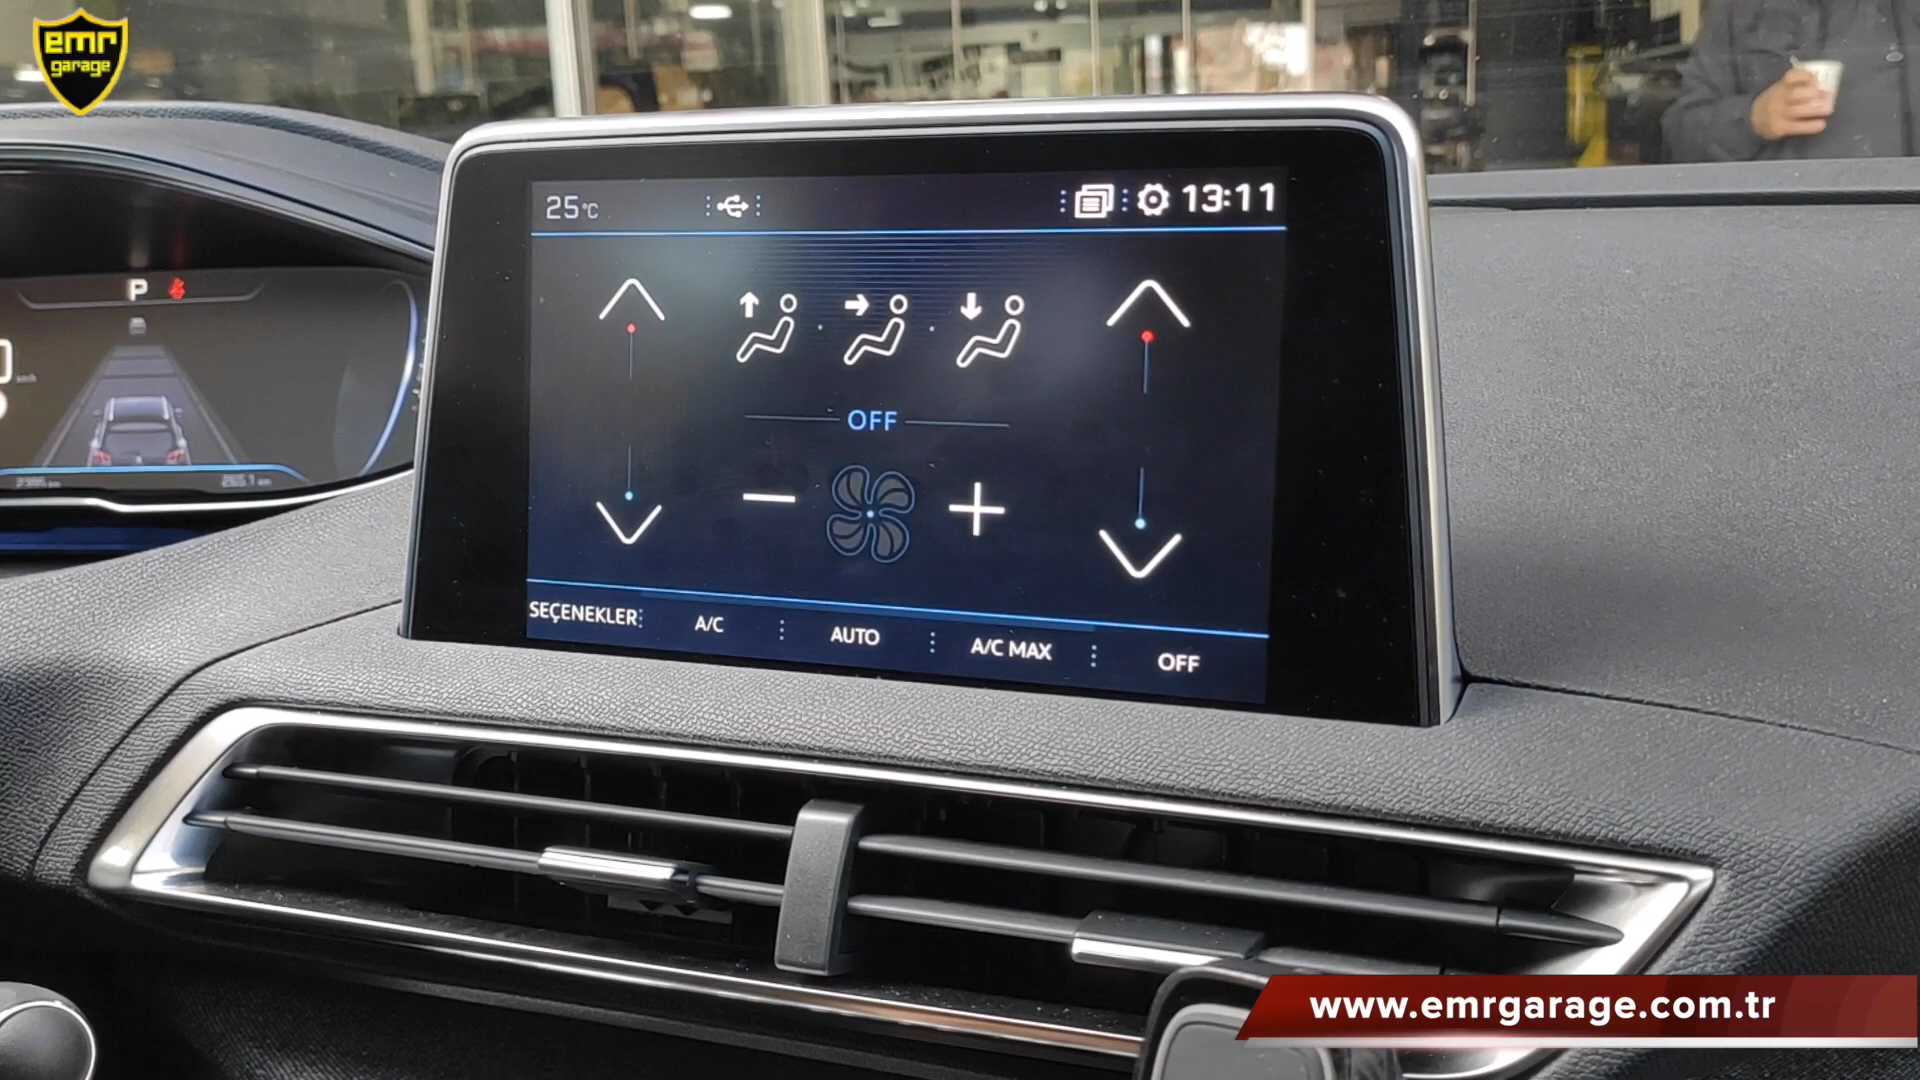 emr
garage
25°C
13:11
P
OFF
SEÇENEKLER
A/C
AUTO
A/C MAX
OFF
www.emrgarage.com.tr